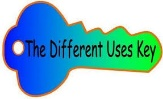 The Different Uses Key